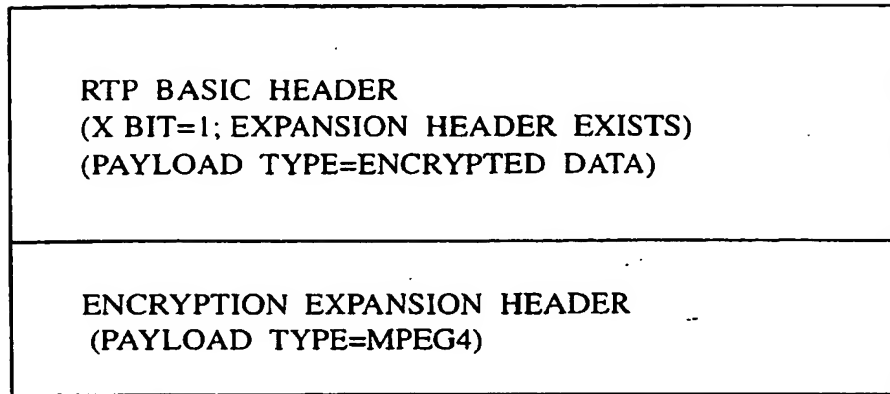 RTP BASIC HEADER
(X BIT=1; EXPANSION HEADER EXISTS)
(PAYLOAD TYPE=ENCRYPTED DATA)
ENCRYPTION EXPANSION HEADER
(PAYLOAD TYPE=MPEG4)